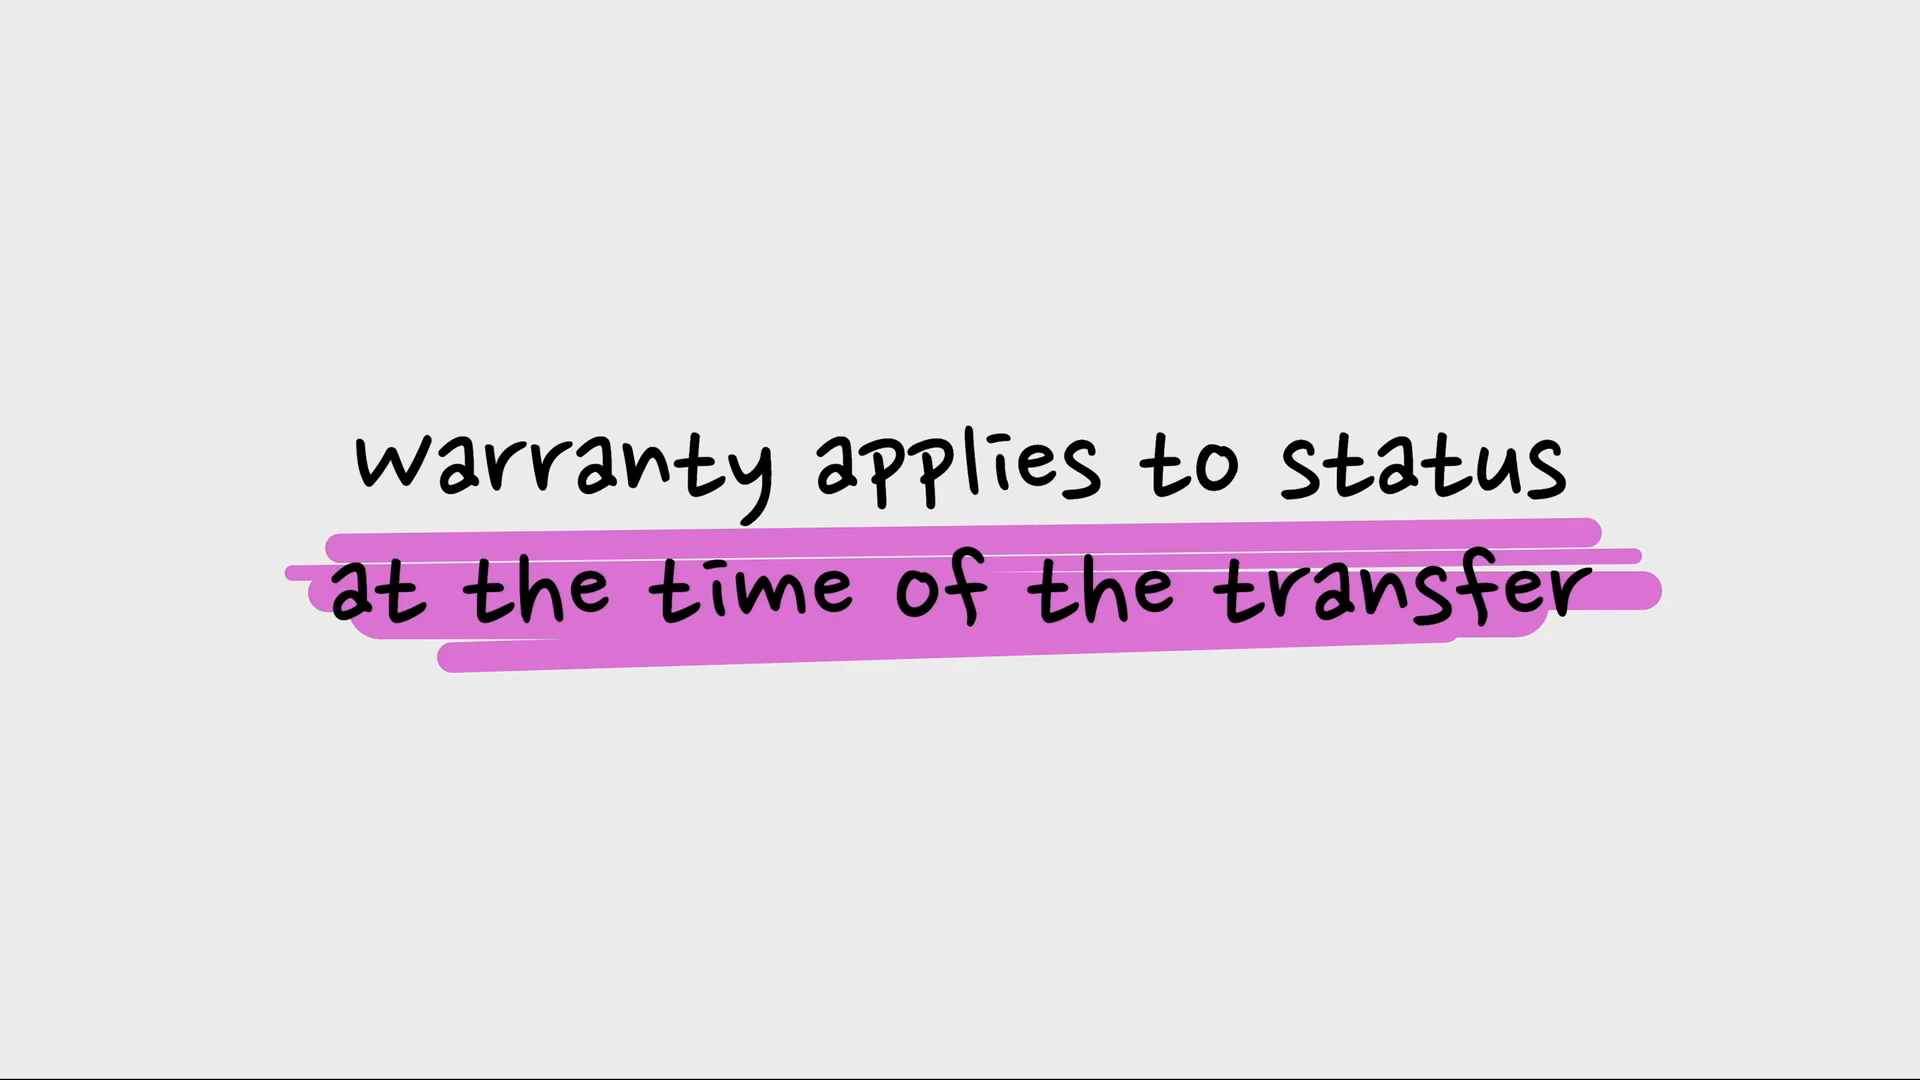 warranty applies to status
at the time of the transfer